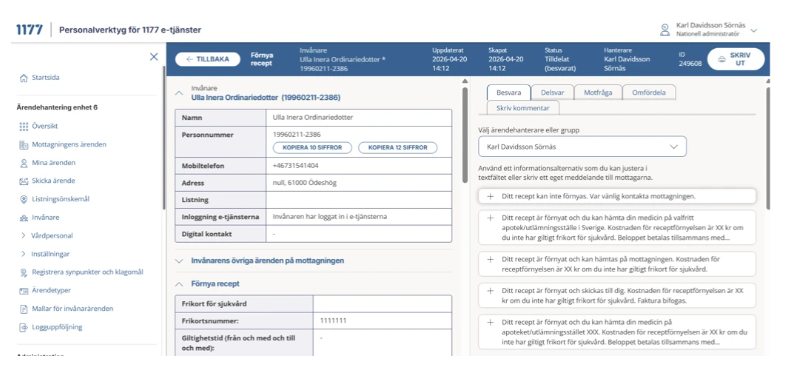 1177 Personalverktyg för 1177 e-tjänster
Karl Davidsson Sörnäs
Nationell administratör
Startsida
Ärendehantering enhet 6
Översikt
Mottagningens ärenden
Mina ärenden
Skicka ärende
Listningsönskemål
Invånare
Vårdpersonal
Inställningar
Registrera synpunkter och klagomål
Ärendetyper
Mallar för invånarärenden
Logguppföljning
TILLBAKA
Förnya recept
Invånare
Ulla Inera Ordinariedotter *
19960211-2386
Uppdaterat
2026-04-20
14:12
Skapat
2026-04-20
14:12
Status
Tilldelat
(besvarat)
Hanterare
Karl Davidsson
Sörnäs
ID
249608
SKRIV UT
Invånare
Ulla Inera Ordinariedotter (19960211-2386)
Namn Ulla Inera Ordinariedotter
Personnummer 19960211-2386
KOPIERA 10 SIFFROR KOPIERA 12 SIFFROR
Mobiltelefon +46731541404
Adress null, 61000 Ödeshög
Listning
Inloggning e-tjänsterna Invånaren har loggat in i e-tjänsterna
Digital kontakt -
Invånarens övriga ärenden på mottagningen
Förnya recept
Frikort för sjukvård
Frikortsnummer: 1111111
Giltighetstid (från och med och till och med): -
Besvara Delsvar Motfråga Omfördela
Skriv kommentar
Välj ärendehanterare eller grupp
Karl Davidsson Sörnäs
Använd ett informationsalternativ som du kan justera i
textfältet eller skriv ett eget meddelande till mottagarna.
Ditt recept kan inte förnyas. Var vänlig kontakta mottagningen.
Ditt recept är förnyat och du kan hämta din medicin på valfritt
apotek/utlämningsställe i Sverige. Kostnaden för receptförnyelsen är XX kr om
du inte har giltigt frikort för sjukvård. Beloppet betalas tillsammans med...
Ditt recept är förnyat och kan hämtas på mottagningen. Kostnaden för
receptförnyelsen är XX kr om du inte har giltigt frikort för sjukvård.
Ditt recept är förnyat och skickas till dig. Kostnaden för receptförnyelsen är XX
kr om du inte har giltigt frikort för sjukvård. Faktura bifogas.
Ditt recept är förnyat och du kan hämta din medicin på
apoteket/utlämningsstället XXX. Kostnaden för receptförnyelsen är XX kr om du
inte har giltigt frikort för sjukvård. Beloppet betalas tillsammans med...